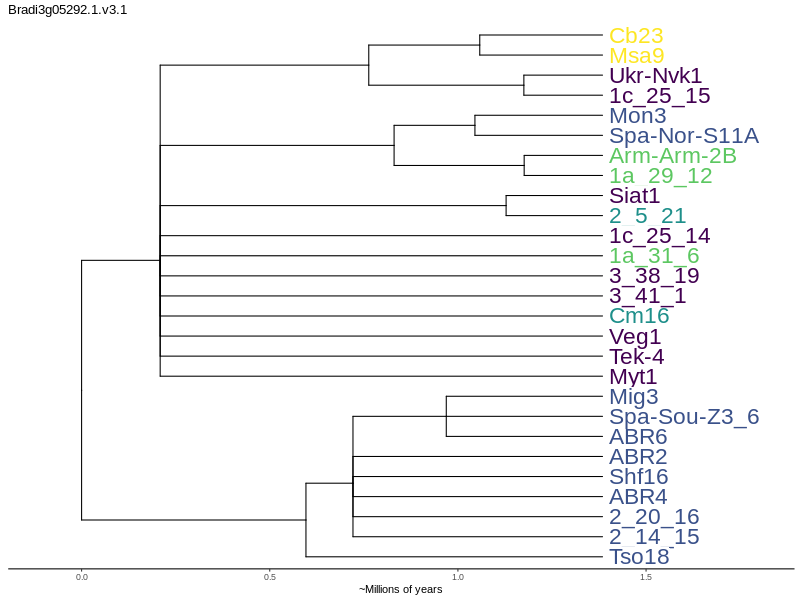 Bradi3g05292.1.v3.1
Cb23
Msa9
Ukr-Nvk1
1c_25_15
Mon3
Spa-Nor-S11A
Arm-Arm-2B
1a_29_12
Siat1
2_5_21
1c_25_14
1a_31_6
3_38_19
3_41_1
Cm16
Veg1
Tek-4
Myt1
Mig3
Spa-Sou-Z3_6
ABR6
ABR2
Shf16
ABR4
2_20_16
2_14_15
Tso18
0.0 0.5 1.0 1.5
~Millions of years